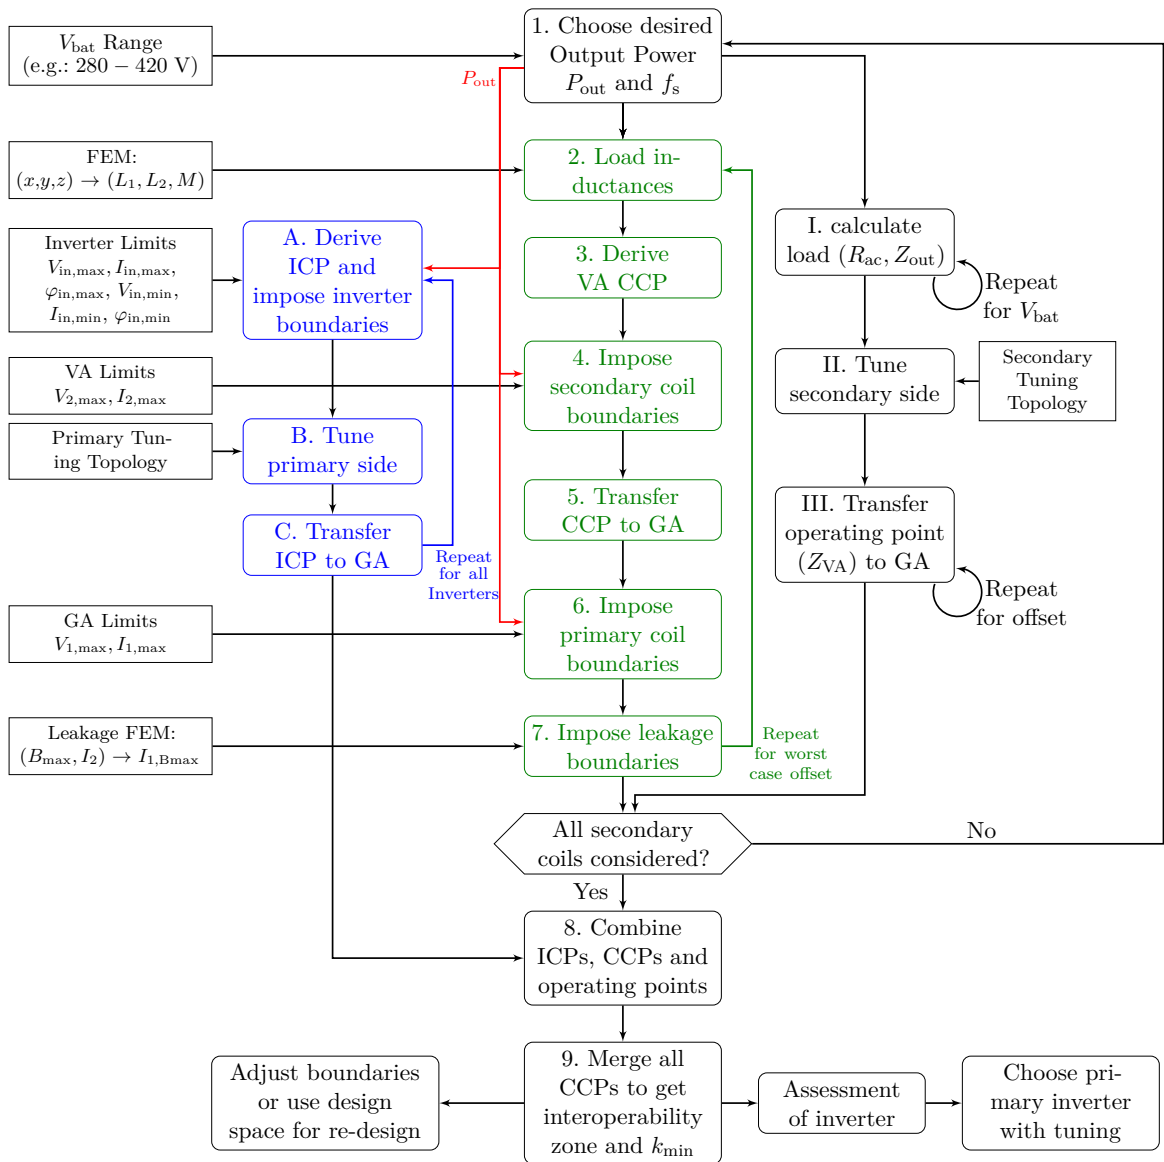 V_bat Range
(e.g.: 280 – 420 V)
1. Choose desired
Output Power
P_out and f_s
P_out
FEM:
(x,y,z) → (L_1, L_2, M)
2. Load in-
ductances
Inverter Limits
V_in,max, I_in,max,
φ_in,max, V_in,min,
I_in,min, φ_in,min
A. Derive
ICP and
impose inverter
boundaries
3. Derive
VA CCP
I. calculate
load (R_ac, Z_out)
Repeat
for V_bat
VA Limits
V_2,max, I_2,max
4. Impose
secondary coil
boundaries
II. Tune
secondary side
Secondary
Tuning
Topology
Primary Tun-
ing Topology
B. Tune
primary side
5. Transfer
CCP to GA
III. Transfer
operating point
(Z_VA) to GA
C. Transfer
ICP to GA
Repeat
for all
Inverters
Repeat
for offset
GA Limits
V_1,max, I_1,max
6. Impose
primary coil
boundaries
Leakage FEM:
(B_max, I_2) → I_1,Bmax
7. Impose leakage
boundaries
Repeat
for worst
case offset
All secondary
coils considered?
No
Yes
8. Combine
ICPs, CCPs and
operating points
Adjust boundaries
or use design
space for re-design
9. Merge all
CCPs to get
interoperability
zone and k_min
Assessment
of inverter
Choose pri-
mary inverter
with tuning